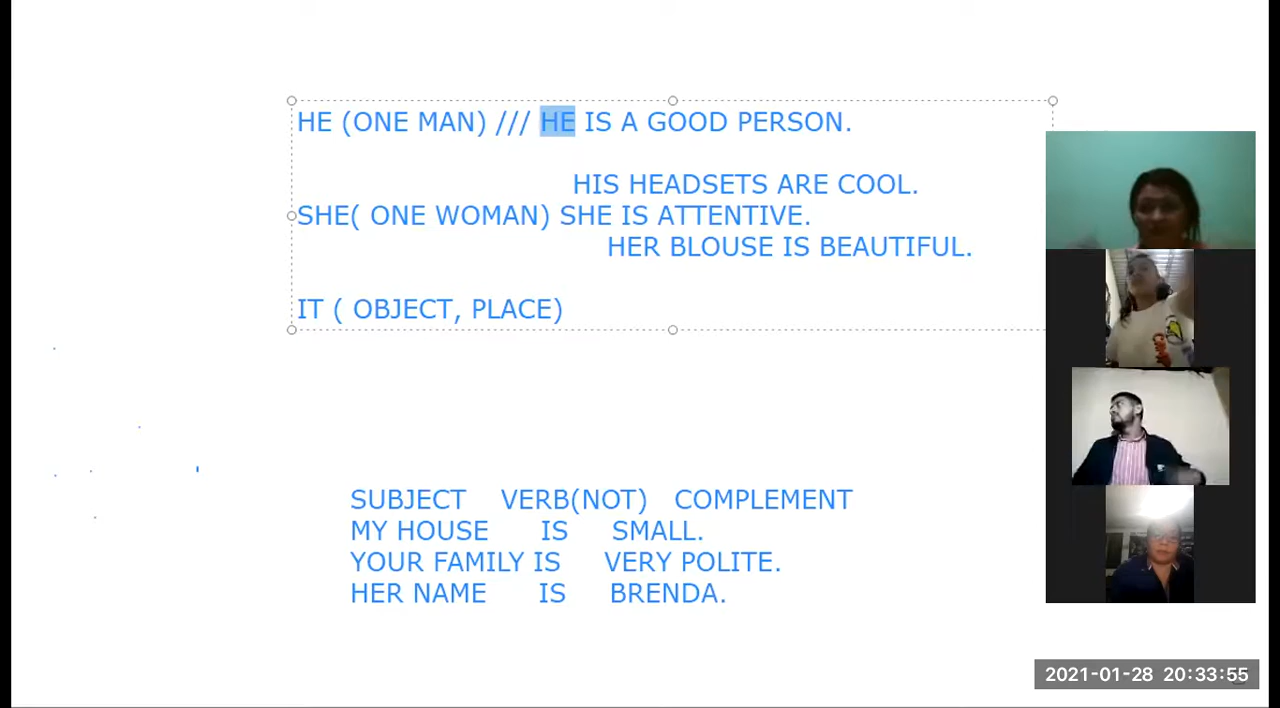 HE (ONE MAN) /// HE IS A GOOD PERSON.
HIS HEADSETS ARE COOL.
SHE( ONE WOMAN) SHE IS ATTENTIVE.
HER BLOUSE IS BEAUTIFUL.
IT ( OBJECT, PLACE)
SUBJECT VERB(NOT) COMPLEMENT
MY HOUSE IS SMALL.
YOUR FAMILY IS VERY POLITE.
HER NAME IS BRENDA.
2021-01-28 20:33:55